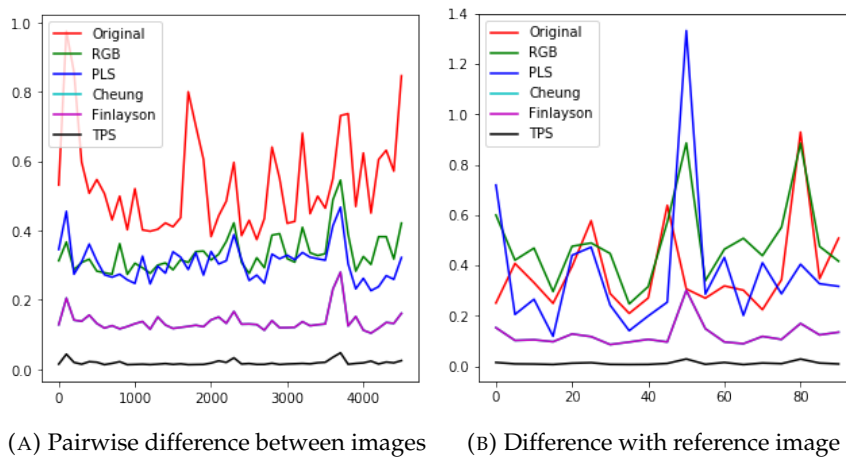 1.0
0.8
0.6
0.4
0.2
0.0
Original
RGB
PLS
Cheung
Finlayson
TPS
0 1000 2000 3000 4000
(A) Pairwise difference between images
1.4
1.2
1.0
0.8
0.6
0.4
0.2
0.0
Original
RGB
PLS
Cheung
Finlayson
TPS
0 20 40 60 80
(B) Difference with reference image